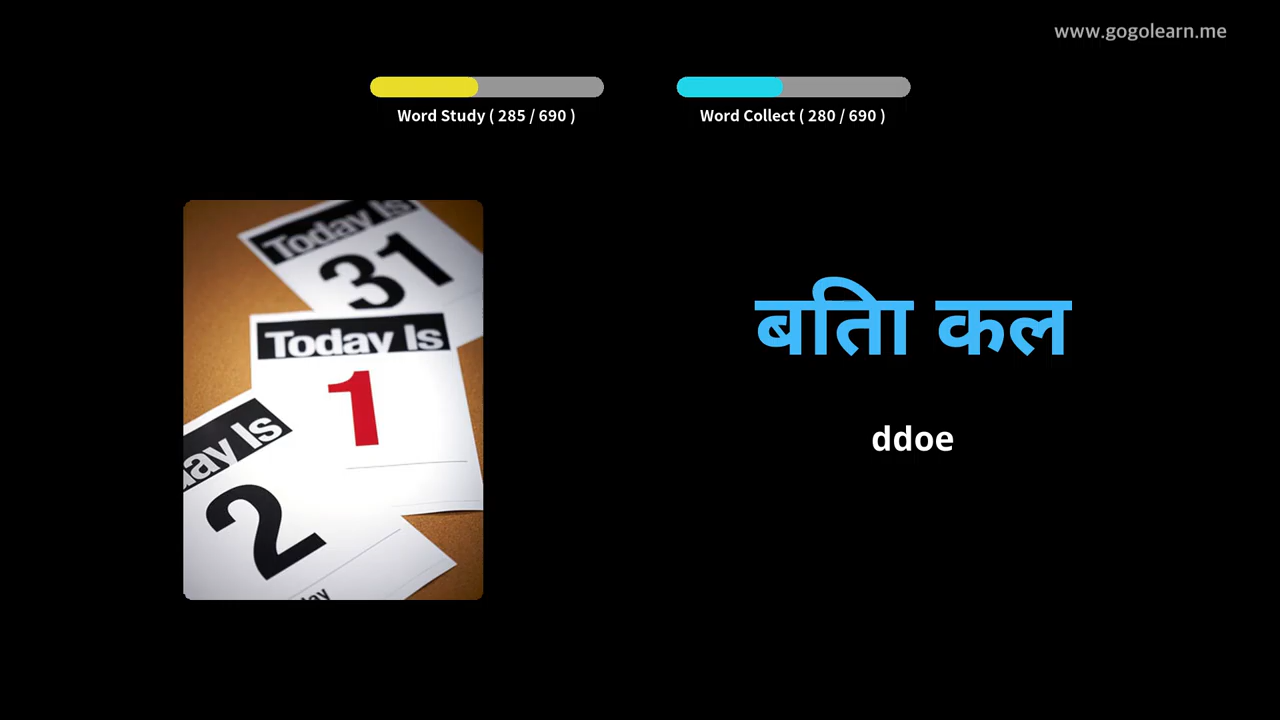 www.gogolearn.me
Word Study ( 285 / 690 )
Word Collect ( 280 / 690 )
Today Is
31
Today Is
1
ay Is
2
बतिा कल
ddoe